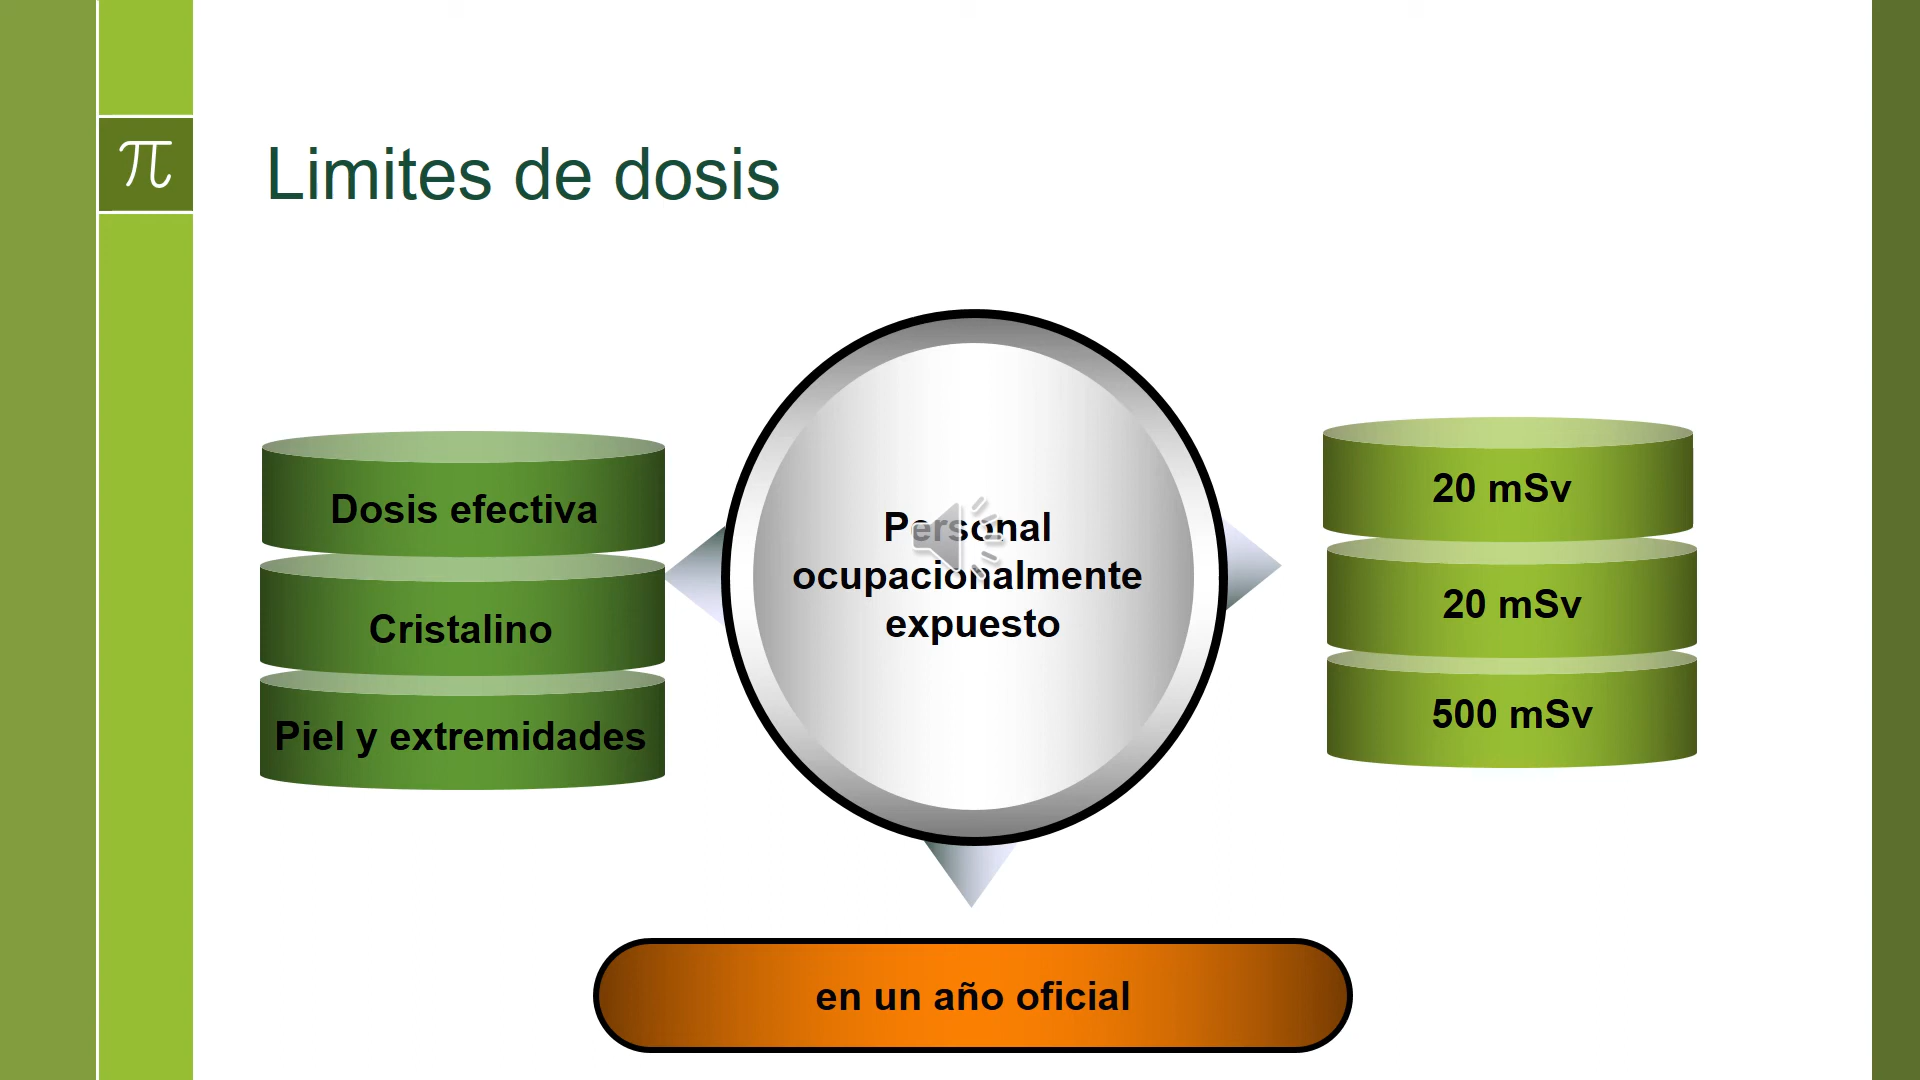 π
Limites de dosis
Dosis efectiva
Cristalino
Piel y extremidades
Personal
ocupacionalmente
expuesto
20 mSv
20 mSv
500 mSv
en un año oficial